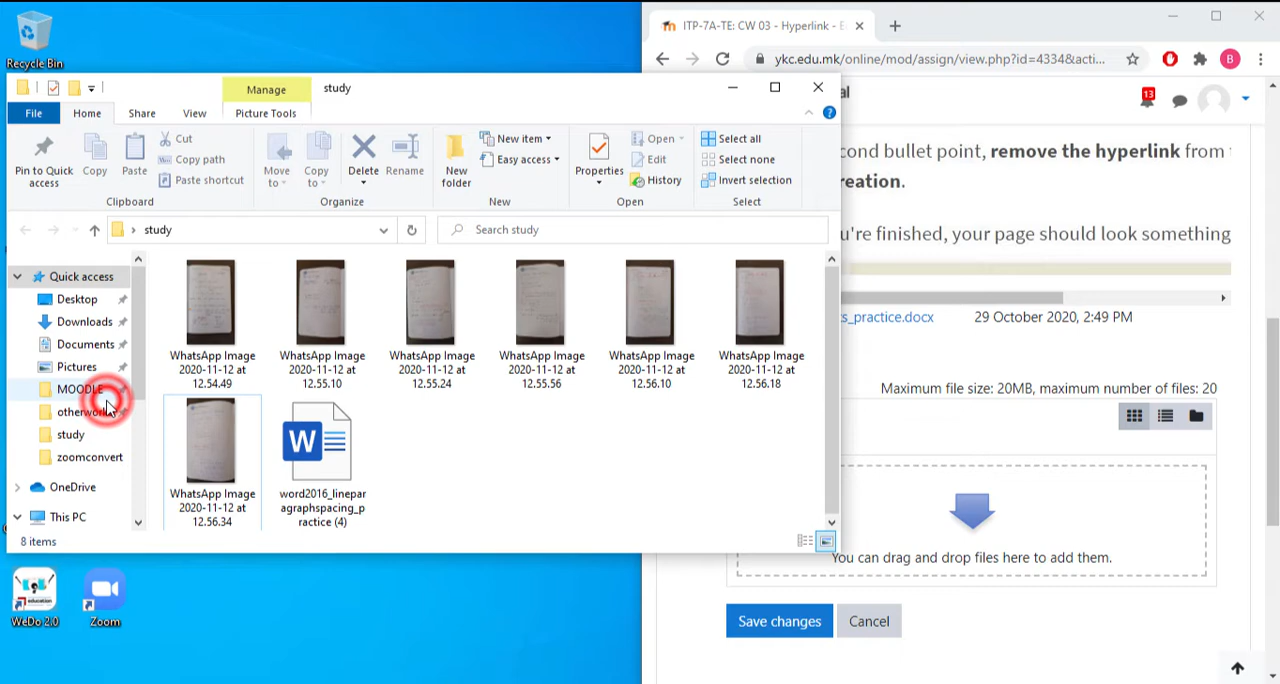 Recycle Bin
Manage
study
File
Home
Share
View
Picture Tools
Pin to Quick
access
Copy
Paste
Cut
Copy path
Paste shortcut
Clipboard
Move
to
Copy
to
Delete
Rename
Organize
New
folder
New item
Easy access
New
Properties
Open
Edit
History
Open
Select all
Select none
Invert selection
Select
study
Search study
Quick access
Desktop
Downloads
Documents
Pictures
MOODLE
study
zoomconvert
OneDrive
This PC
WhatsApp Image
2020-11-12 at
12.54.49
WhatsApp Image
2020-11-12 at
12.55.10
WhatsApp Image
2020-11-12 at
12.55.24
WhatsApp Image
2020-11-12 at
12.55.56
WhatsApp Image
2020-11-12 at
12.56.10
WhatsApp Image
2020-11-12 at
12.56.18
WhatsApp Image
2020-11-12 at
12.56.34
W
word2016_linepa
ragraphspacing_p
ractice (4)
8 items
WeDo 2.0
Zoom
ITP-7A-TE: CW 03 - Hyperlink - E
ykc.edu.mk/online/mod/assign/view.php?id=4334&acti...
B
al
13
cond bullet point, remove the hyperlink from
reation.
u're finished, your page should look something
s_practice.docx 29 October 2020, 2:49 PM
Maximum file size: 20MB, maximum number of files: 20
You can drag and drop files here to add them.
Save changes
Cancel